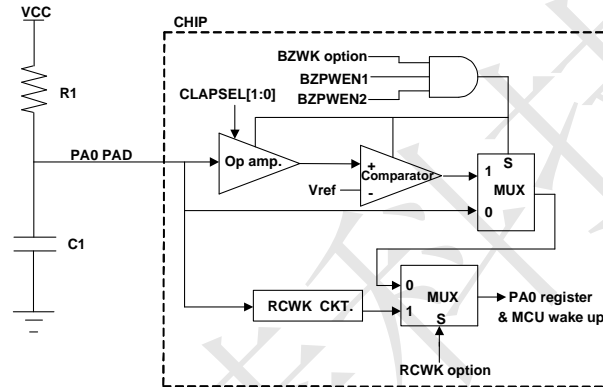 VCC
CHIP
R1
BZWK option
BZPWEN1
BZPWEN2
CLAPSEL[1:0]
PA0 PAD
Op amp.
+
Comparator
-
Vref
S
1
MUX
0
C1
RCWK CKT.
0
MUX
1
S
PA0 register
& MCU wake up
RCWK option